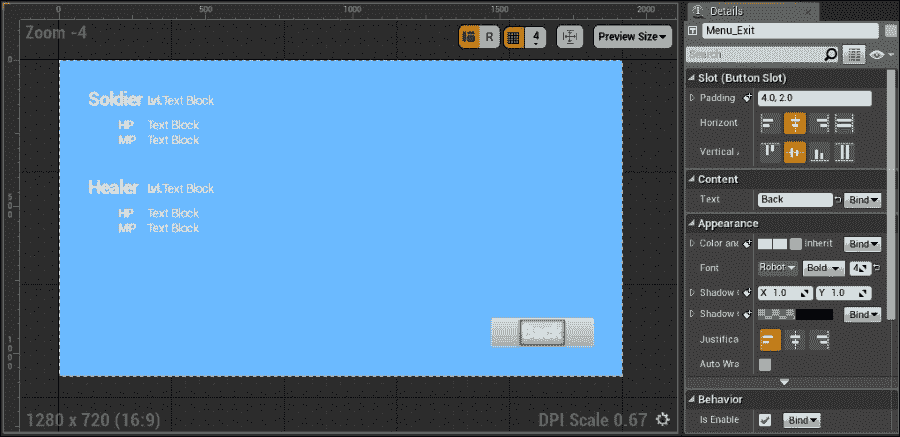 Zoom -4
0 500 1000 1500 2000
R 4 Preview Size
0
500
1000
Soldier Lvl. Text Block
HP Text Block
MP Text Block
Healer Lvl. Text Block
HP Text Block
MP Text Block
1280 x 720 (16:9)
DPI Scale 0.67
Details
Menu_Exit
Search
Slot (Button Slot)
Padding 4.0, 2.0
Horizont
Vertical
Content
Text Back Bind
Appearance
Color and Inherit Bind
Font Robot Bold 4
Shadow X 1.0 Y 1.0
Shadow Bind
Justifica
Auto Wra
Behavior
Is Enable Bind